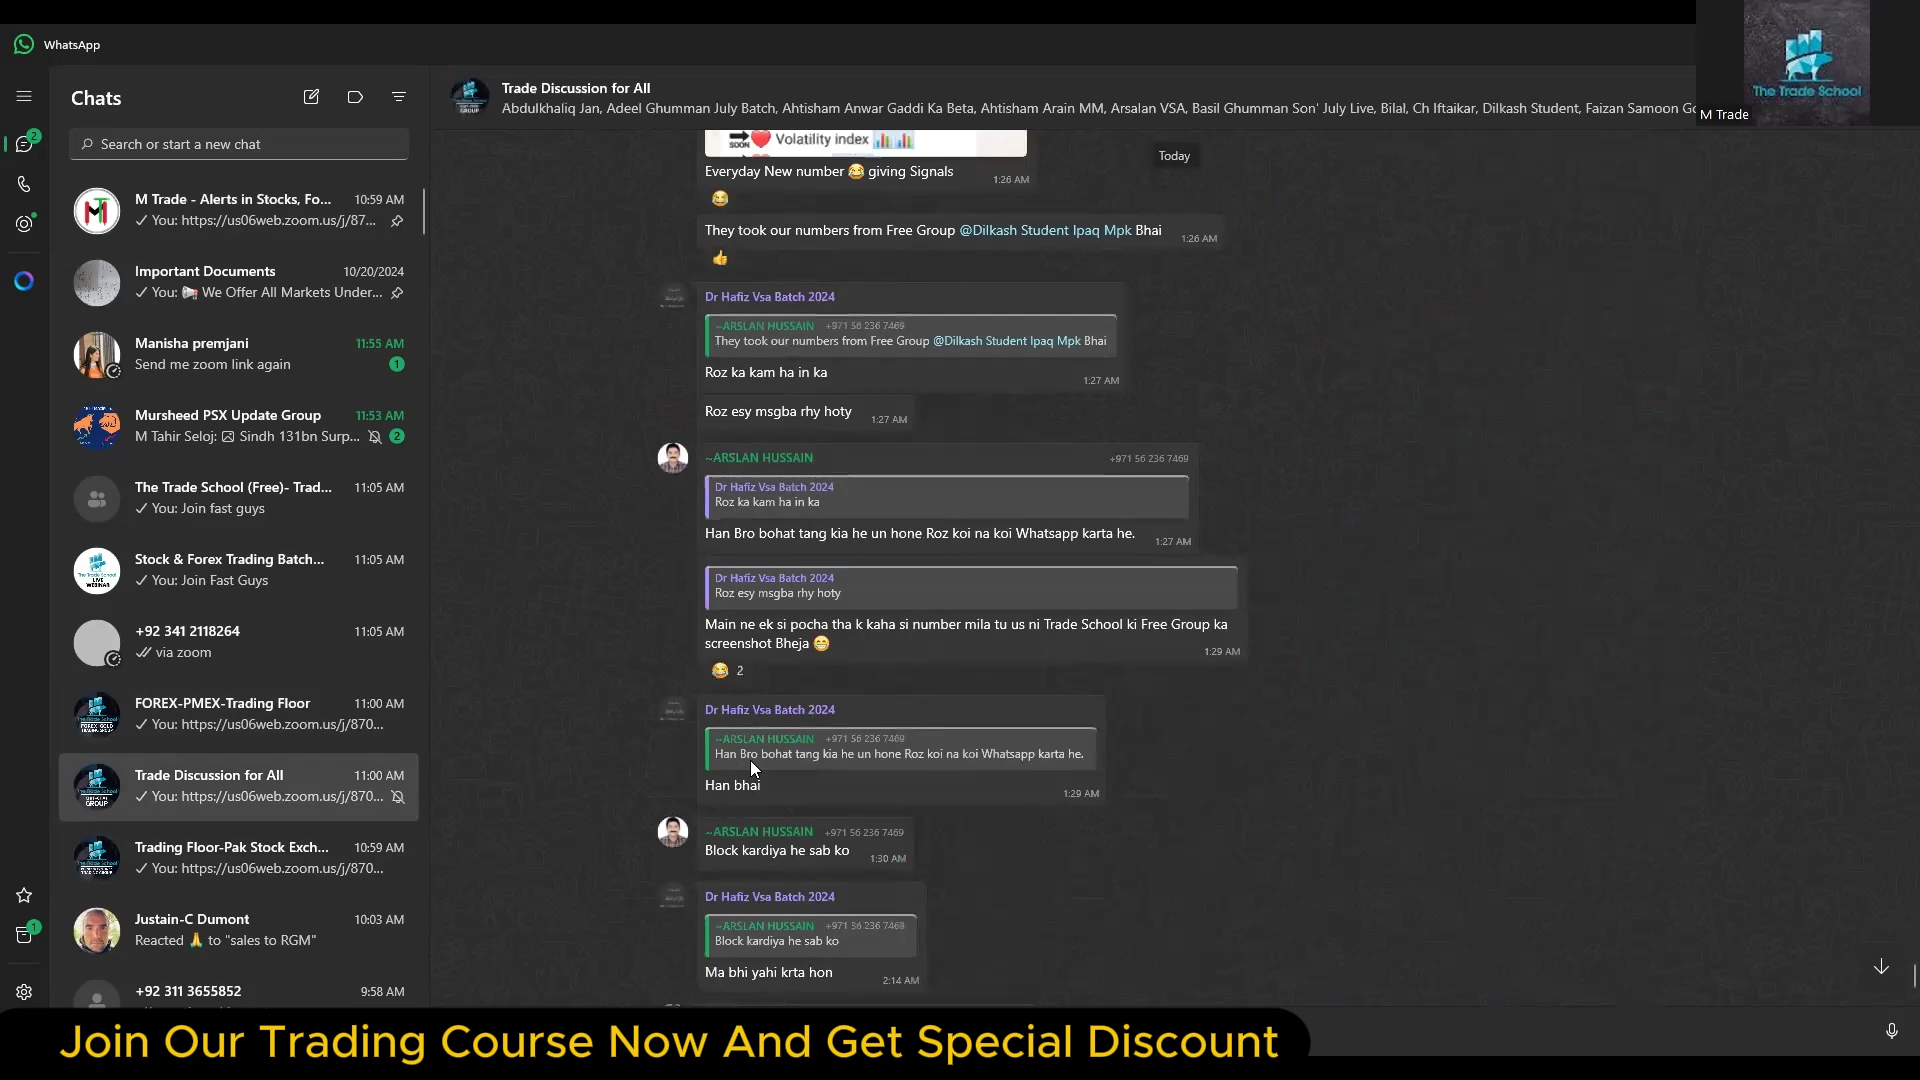 WhatsApp
Chats
Search or start a new chat
M Trade - Alerts in Stocks, Fo... 10:59 AM
You: https://us06web.zoom.us/j/87...
Important Documents 10/20/2024
You: 📢 We Offer All Markets Under...
Manisha premjani 11:55 AM
Send me zoom link again 1
Mursheed PSX Update Group 11:53 AM
M Tahir Seloj: Sindh 131bn Surp... 2
The Trade School (Free)- Trad... 11:05 AM
You: Join fast guys
Stock & Forex Trading Batch... 11:05 AM
You: Join Fast Guys
+92 341 2118264 11:05 AM
via zoom
FOREX-PMEX-Trading Floor 11:00 AM
You: https://us06web.zoom.us/j/870...
Trade Discussion for All 11:00 AM
You: https://us06web.zoom.us/j/870...
Trading Floor-Pak Stock Exch... 10:59 AM
You: https://us06web.zoom.us/j/870...
Justain-C Dumont 10:03 AM
Reacted 🙏 to "sales to RGM"
+92 311 3655852 9:58 AM
2
1
Trade Discussion for All
Abdulkhaliq Jan, Adeel Ghumman July Batch, Ahtisham Anwar Gaddi Ka Beta, Ahtisham Arain MM, Arsalan VSA, Basil Ghumman Son' July Live, Bilal, Ch Iftaikar, Dilkash Student, Faizan Samoon Go
The Trade School
M Trade
Today
SOON ❤️ Volatility index 📊📊
Everyday New number 😂 giving Signals 1:26 AM
😂
They took our numbers from Free Group @Dilkash Student Ipaq Mpk Bhai 1:26 AM
👍
Dr Hafiz Vsa Batch 2024
~ARSLAN HUSSAIN +971 56 236 7469
They took our numbers from Free Group @Dilkash Student Ipaq Mpk Bhai
Roz ka kam ha in ka 1:27 AM
Roz esy msgba rhy hoty 1:27 AM
~ARSLAN HUSSAIN +971 56 236 7469
Dr Hafiz Vsa Batch 2024
Roz ka kam ha in ka
Han Bro bohat tang kia he un hone Roz koi na koi Whatsapp karta he. 1:27 AM
Dr Hafiz Vsa Batch 2024
Roz esy msgba rhy hoty
Main ne ek si pocha tha k kaha si number mila tu us ni Trade School ki Free Group ka
screenshot Bheja 😁 1:29 AM
😂 2
Dr Hafiz Vsa Batch 2024
~ARSLAN HUSSAIN +971 56 236 7469
Han Bro bohat tang kia he un hone Roz koi na koi Whatsapp karta he.
Han bhai 1:29 AM
~ARSLAN HUSSAIN +971 56 236 7469
Block kardiya he sab ko 1:30 AM
Dr Hafiz Vsa Batch 2024
~ARSLAN HUSSAIN +971 56 236 7469
Block kardiya he sab ko
Ma bhi yahi krta hon 2:14 AM
Join Our Trading Course Now And Get Special Discount